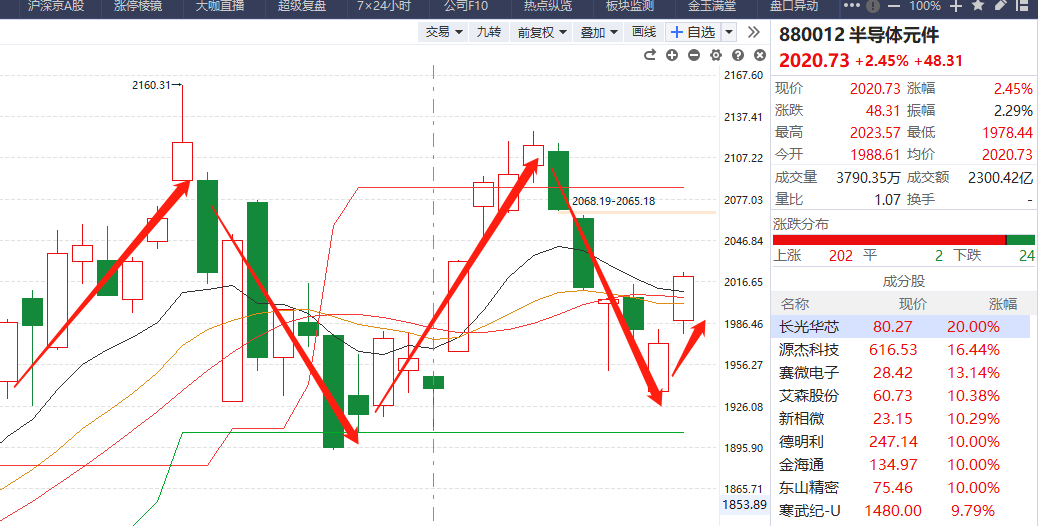 沪深京A股 涨停棱镜 大咖直播 超级复盘 7×24小时 公司F10 热点纵览 板块监测 金玉满堂 盘口异动 100%
交易 九转 前复权 叠加 画线 自选
880012 半导体元件
2020.73 +2.45% +48.31
现价 2020.73 涨幅 2.45%
涨跌 48.31 振幅 2.29%
最高 2023.57 最低 1978.44
今开 1988.61 均价 2020.73
成交量 3790.35万 成交额 2300.42亿
量比 1.07 换手 -
涨跌分布
上涨 202 平 2 下跌 24
成分股
名称 现价 涨幅
长光华芯 80.27 20.00%
源杰科技 616.53 16.44%
赛微电子 28.42 13.14%
艾森股份 60.73 10.38%
新相微 23.15 10.29%
德明利 247.14 10.00%
金海通 134.97 10.00%
东山精密 75.46 10.00%
寒武纪-U 1480.00 9.79%
2160.31
2068.19-2065.18
2167.60
2137.41
2107.22
2077.03
2046.84
2016.65
1986.46
1956.27
1926.08
1895.90
1865.71
1853.89